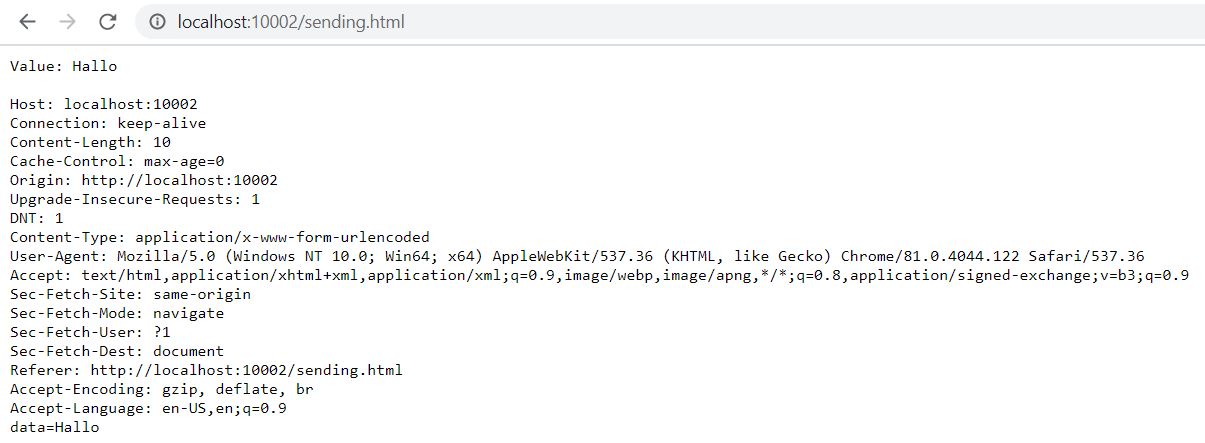 localhost:10002/sending.html
Value: Hallo
Host: localhost:10002
Connection: keep-alive
Content-Length: 10
Cache-Control: max-age=0
Origin: http://localhost:10002
Upgrade-Insecure-Requests: 1
DNT: 1
Content-Type: application/x-www-form-urlencoded
User-Agent: Mozilla/5.0 (Windows NT 10.0; Win64; x64) AppleWebKit/537.36 (KHTML, like Gecko) Chrome/81.0.4044.122 Safari/537.36
Accept: text/html,application/xhtml+xml,application/xml;q=0.9,image/webp,image/apng,*/*;q=0.8,application/signed-exchange;v=b3;q=0.9
Sec-Fetch-Site: same-origin
Sec-Fetch-Mode: navigate
Sec-Fetch-User: ?1
Sec-Fetch-Dest: document
Referer: http://localhost:10002/sending.html
Accept-Encoding: gzip, deflate, br
Accept-Language: en-US,en;q=0.9
data=Hallo